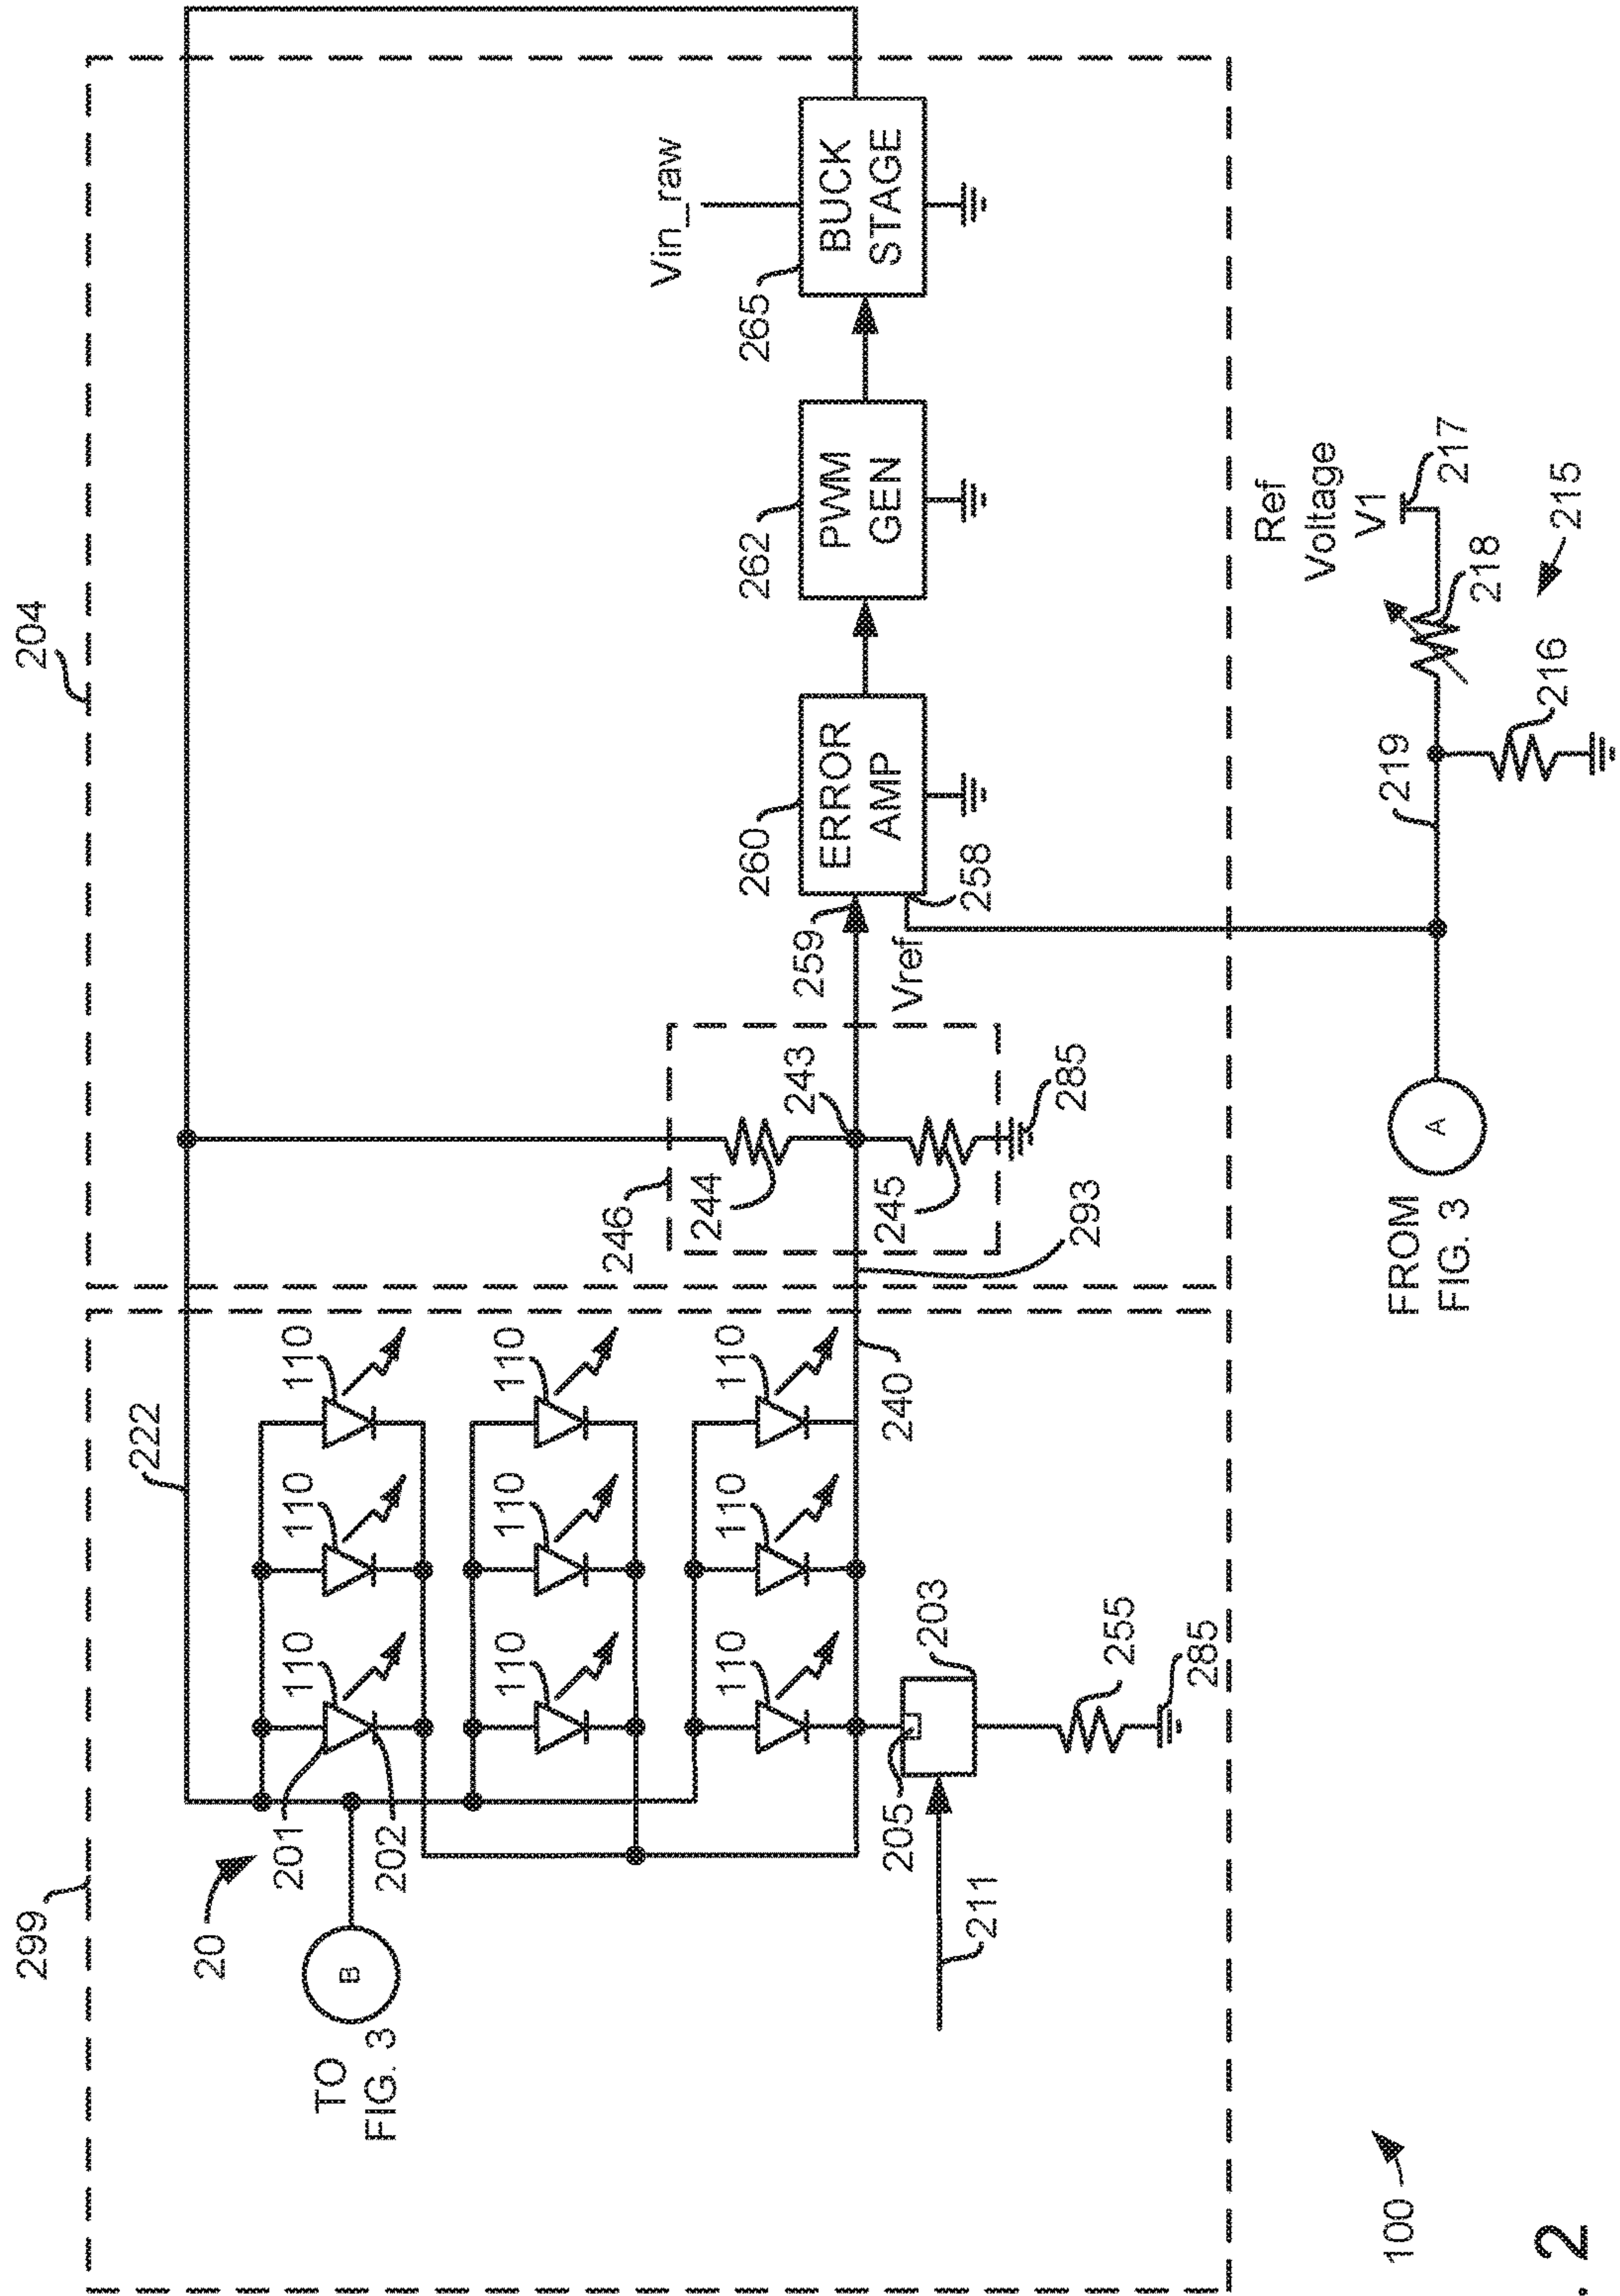 204
299
222
20
TO
FIG. 3
B
201
202
110
110
110
110
110
110
110
110
110
205
203
211
255
285
240
293
246
244
243
245
285
259
Vref
258
260
ERROR
AMP
262
PWM
GEN
265
BUCK
STAGE
Vin_raw
FROM
FIG. 3
A
219
216
218
215
217
Ref
Voltage
V1
100
. 2